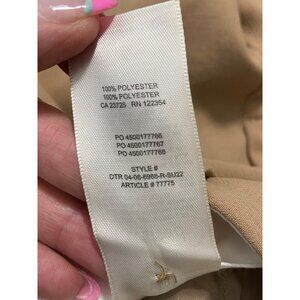 100% POLYESTER
100% POLYESTER
CA 23725 RN 122354
PO 4500177766
PO 4500177767
PO 4500177768
STYLE #
DTR 04-06-6988-R-SU22
ARTICLE # 77775